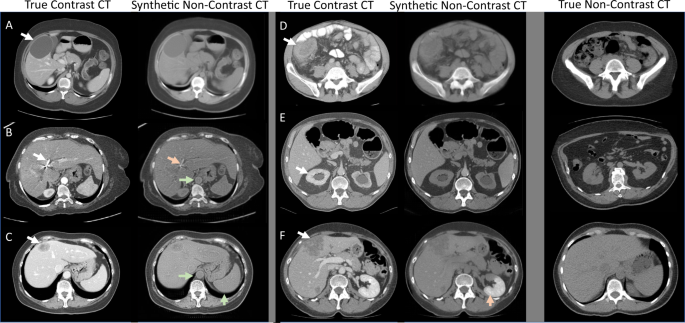 True Contrast CT
Synthetic Non-Contrast CT
True Contrast CT
Synthetic Non-Contrast CT
True Non-Contrast CT
A
D
B
E
C
F